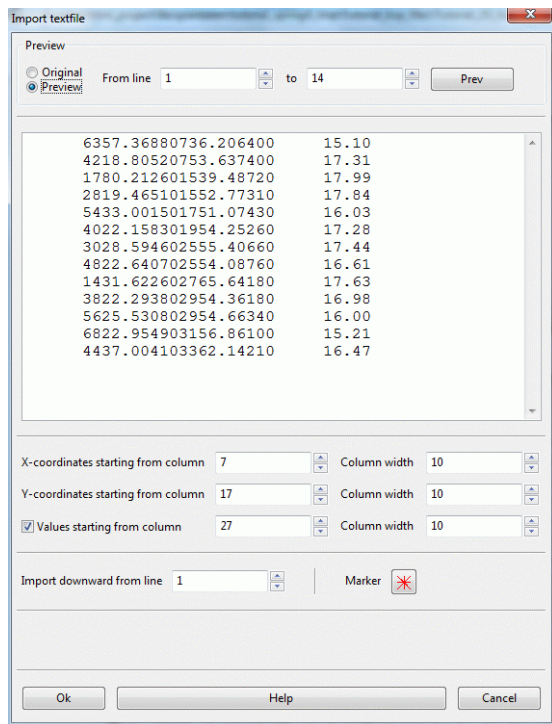 Import textfile
Preview
Original
Preview
From line 1 to 14 Prev
6357.36880736.206400 15.10
4218.80520753.637400 17.31
1780.212601539.48720 17.99
2819.465101552.77310 17.84
5433.001501751.07430 16.03
4022.158301954.25260 17.28
3028.594602555.40660 17.44
4822.640702554.08760 16.61
1431.622602765.64180 17.63
3822.293802954.36180 16.98
5625.530802954.66340 16.00
6822.954903156.86100 15.21
4437.004103362.14210 16.47
X-coordinates starting from column 7 Column width 10
Y-coordinates starting from column 17 Column width 10
Values starting from column 27 Column width 10
Import downward from line 1 Marker
Ok Help Cancel